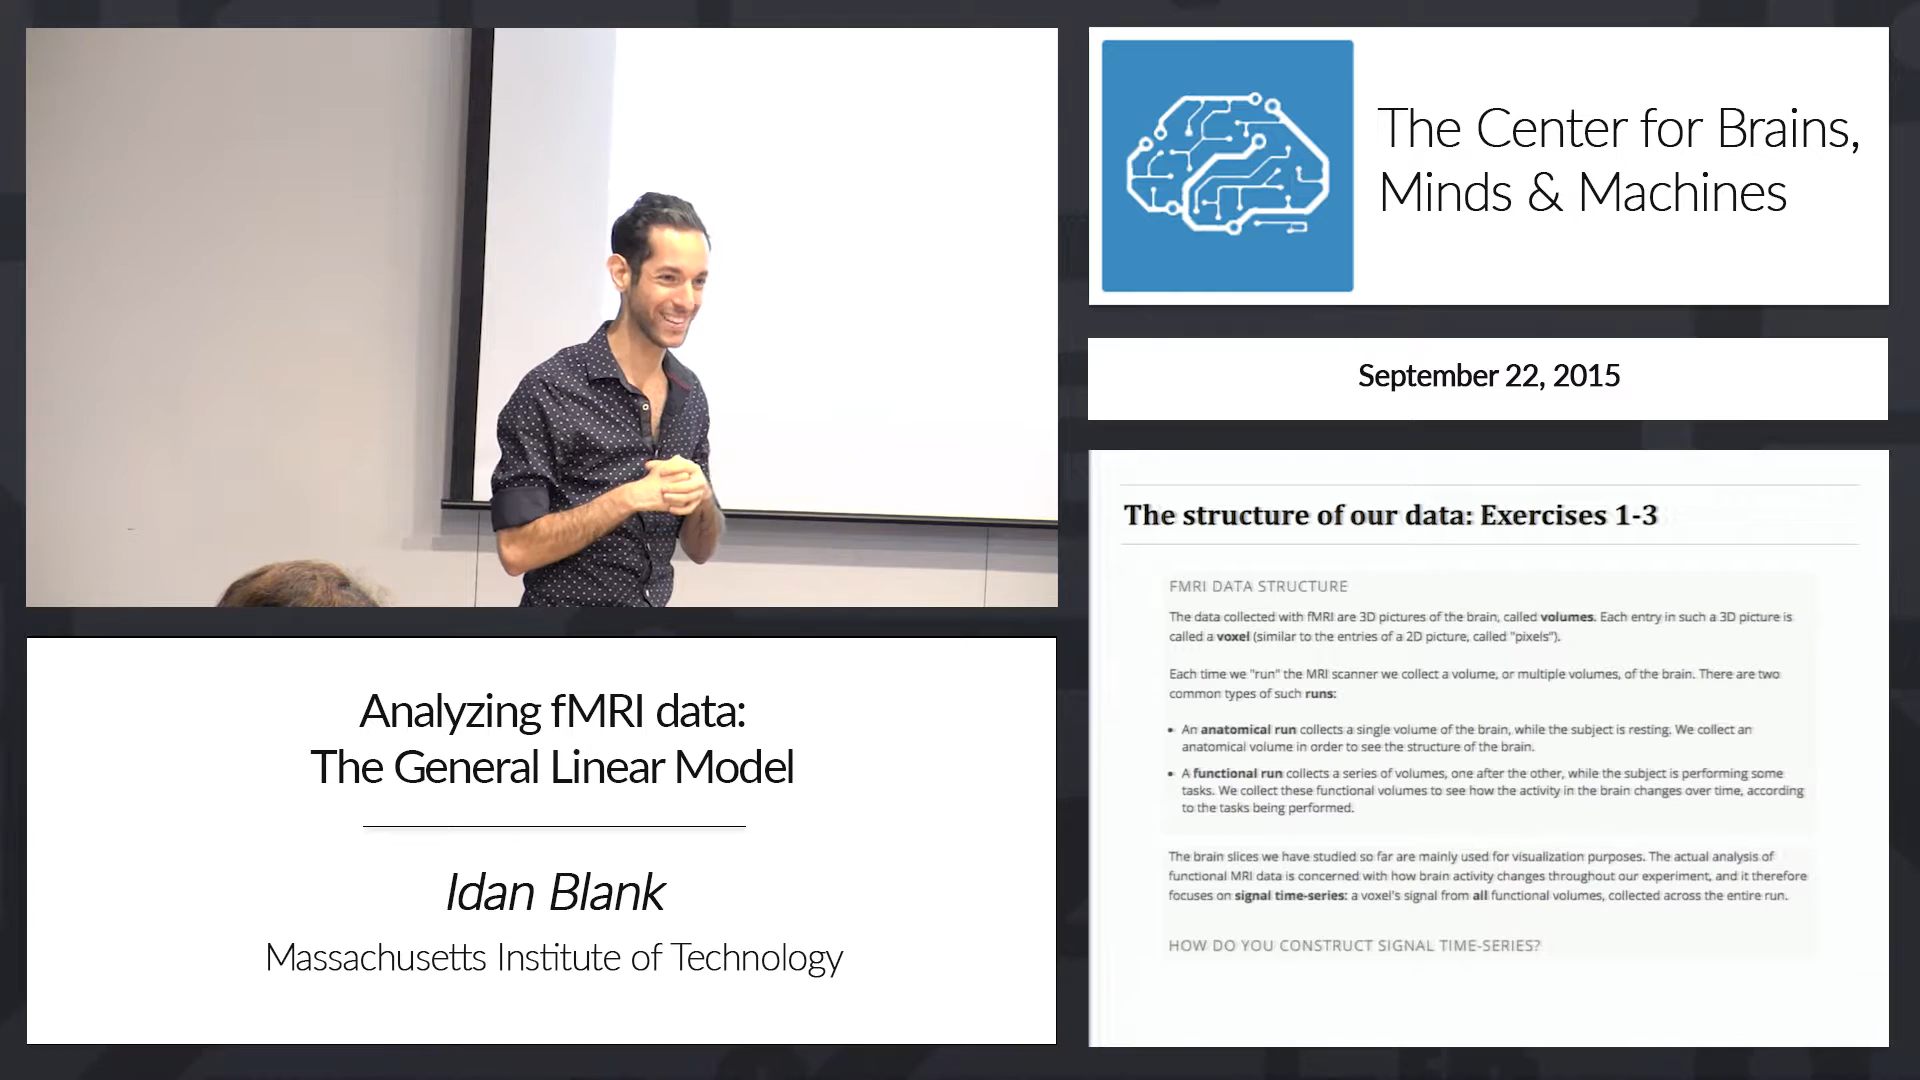 The Center for Brains,
Minds & Machines
September 22, 2015
Analyzing fMRI data:
The General Linear Model
Idan Blank
Massachusetts Institute of Technology
The structure of our data: Exercises 1-3
FMRI DATA STRUCTURE
The data collected with fMRI are 3D pictures of the brain, called volumes. Each entry in such a 3D picture is
called a voxel (similar to the entries of a 2D picture, called "pixels").
Each time we "run" the MRI scanner we collect a volume, or multiple volumes, of the brain. There are two
common types of such runs:
• An anatomical run collects a single volume of the brain, while the subject is resting. We collect an
anatomical volume in order to see the structure of the brain.
• A functional run collects a series of volumes, one after the other, while the subject is performing some
tasks. We collect these functional volumes to see how the activity in the brain changes over time, according
to the tasks being performed.
The brain slices we have studied so far are mainly used for visualization purposes. The actual analysis of
functional MRI data is concerned with how brain activity changes throughout our experiment, and it therefore
focuses on signal time-series: a voxel's signal from all functional volumes, collected across the entire run.
HOW DO YOU CONSTRUCT SIGNAL TIME-SERIES?